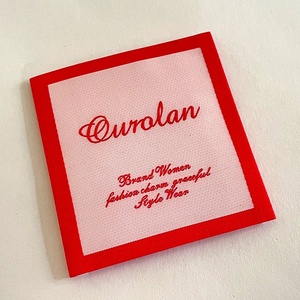 Ourolan
Brand Women
fashion charm graceful
Style Wear